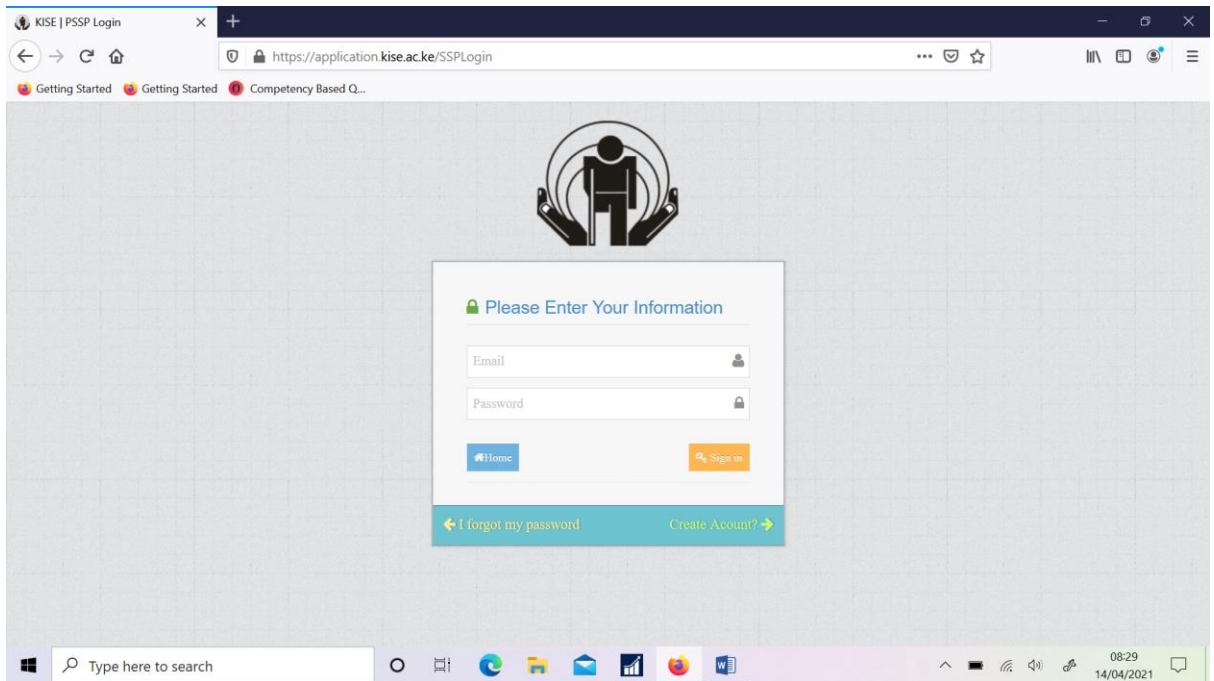 KISE | PSSP Login
https://application.kise.ac.ke/SSPLogin
Getting Started Getting Started Competency Based Q...
Please Enter Your Information
Email
Password
Home Sign in
I forgot my password Create Acount?
Type here to search
08:29
14/04/2021